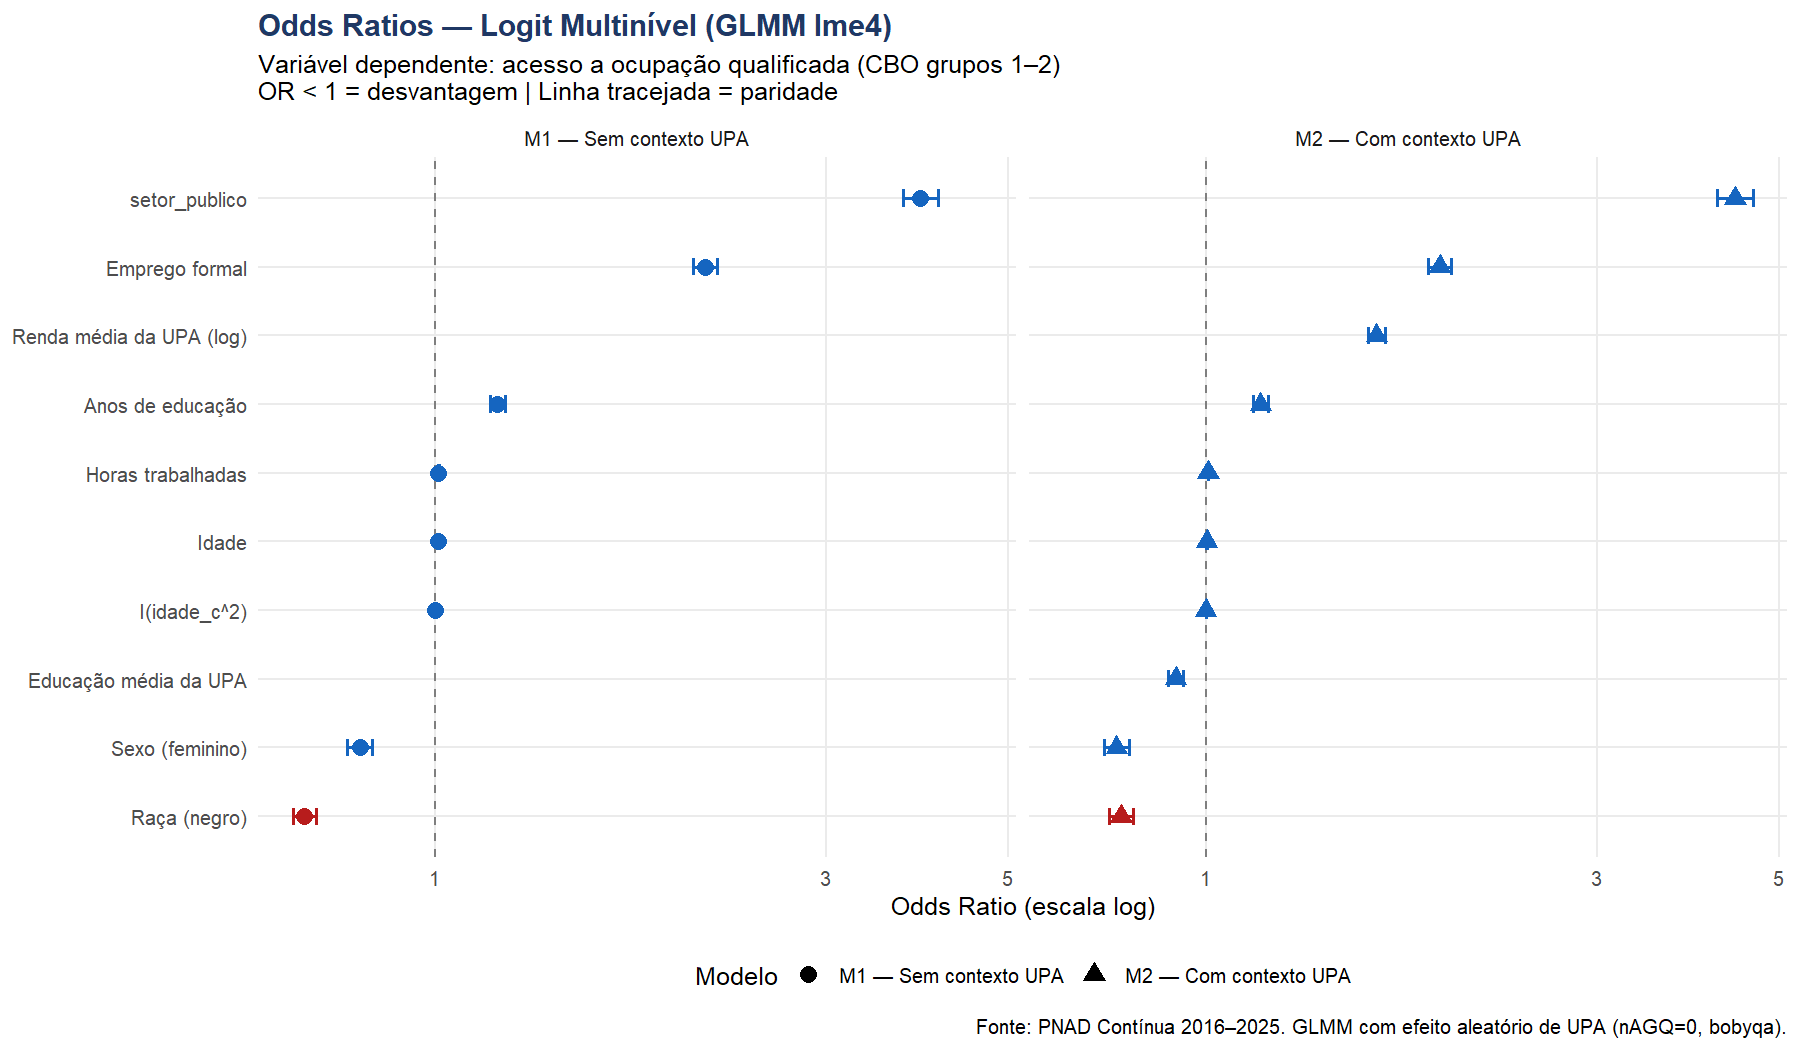 Odds Ratios — Logit Multinível (GLMM lme4)
Variável dependente: acesso a ocupação qualificada (CBO grupos 1–2)
OR < 1 = desvantagem | Linha tracejada = paridade
M1 — Sem contexto UPA
M2 — Com contexto UPA
setor_publico
Emprego formal
Renda média da UPA (log)
Anos de educação
Horas trabalhadas
Idade
I(idade_c^2)
Educação média da UPA
Sexo (feminino)
Raça (negro)
1 3 5 1 3 5
Odds Ratio (escala log)
Modelo M1 — Sem contexto UPA M2 — Com contexto UPA
Fonte: PNAD Contínua 2016–2025. GLMM com efeito aleatório de UPA (nAGQ=0, bobyqa).